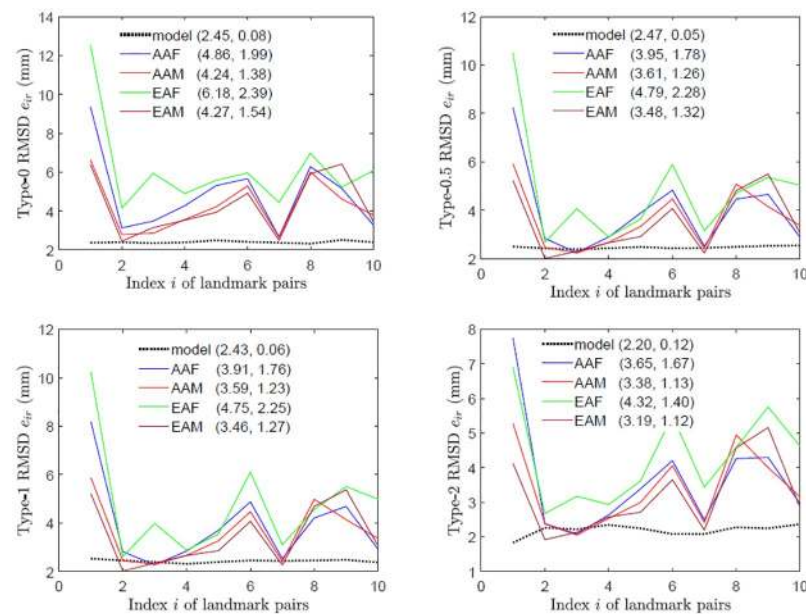 14
12
10
8
6
4
2
0 2 4 6 8 10
Type-0 RMSD e_ir (mm)
Index i of landmark pairs
model (2.45, 0.08)
AAF (4.86, 1.99)
AAM (4.24, 1.38)
EAF (6.18, 2.39)
EAM (4.27, 1.54)
12
10
8
6
4
2
0 2 4 6 8 10
Type-0.5 RMSD e_ir (mm)
Index i of landmark pairs
model (2.47, 0.05)
AAF (3.95, 1.78)
AAM (3.61, 1.26)
EAF (4.79, 2.28)
EAM (3.48, 1.32)
12
10
8
6
4
2
0 2 4 6 8 10
Type-1 RMSD e_ir (mm)
Index i of landmark pairs
model (2.43, 0.06)
AAF (3.91, 1.76)
AAM (3.59, 1.23)
EAF (4.75, 2.25)
EAM (3.46, 1.27)
8
7
6
5
4
3
2
1
0 2 4 6 8 10
Type-2 RMSD e_ir (mm)
Index i of landmark pairs
model (2.20, 0.12)
AAF (3.65, 1.67)
AAM (3.38, 1.13)
EAF (4.32, 1.40)
EAM (3.19, 1.12)